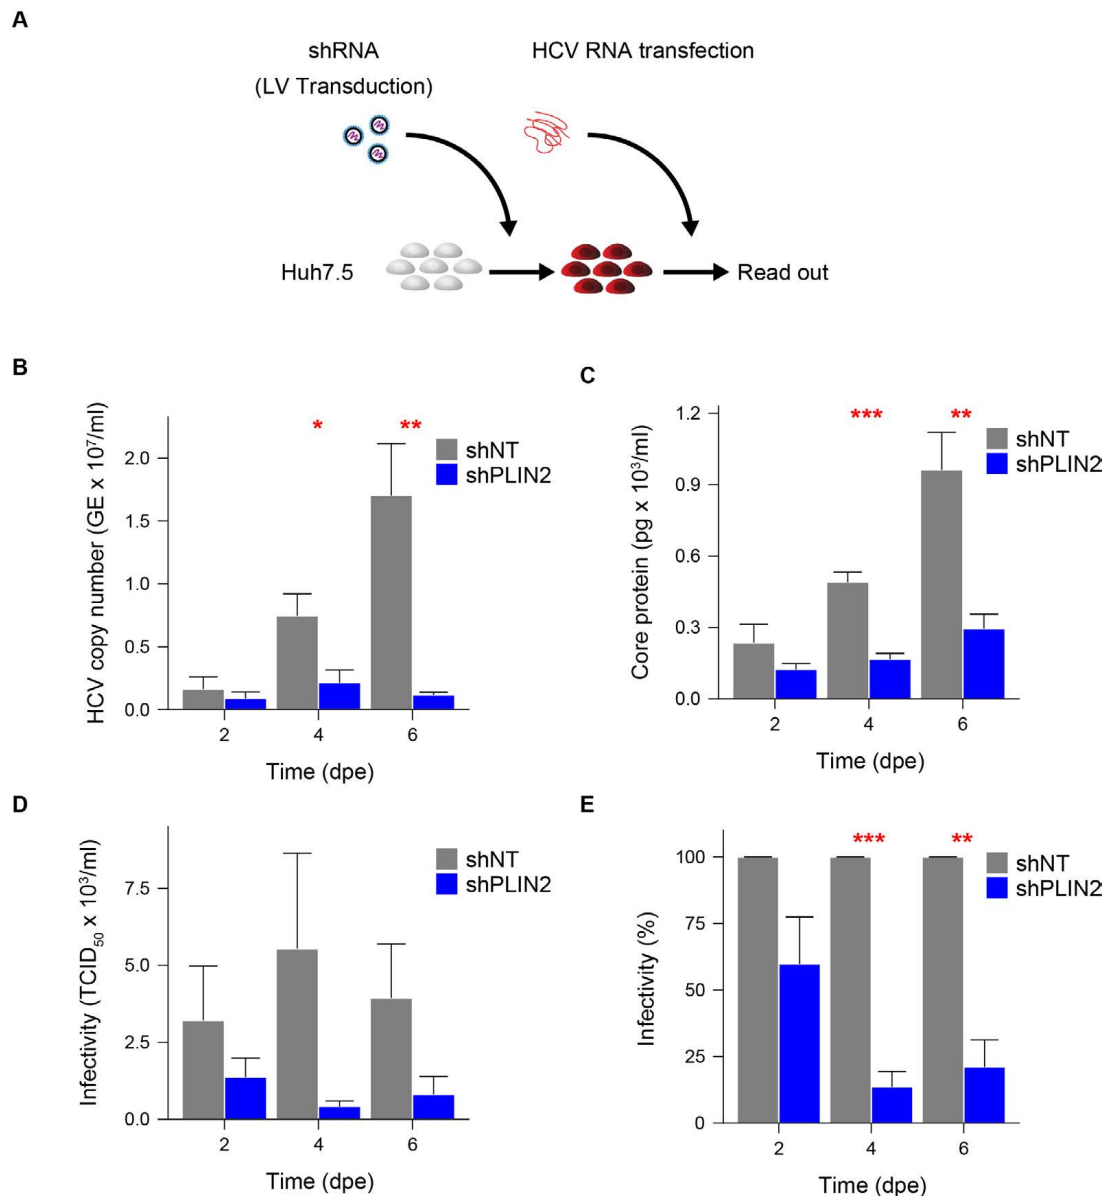 A
shRNA
(LV Transduction)
HCV RNA transfection
Huh7.5
Read out
B
HCV copy number (GE x 10⁷/ml)
2.0
1.5
1.0
0.5
0.0
*
**
shNT
shPLIN2
2
4
6
Time (dpe)
C
Core protein (pg x 10³/ml)
1.2
0.9
0.6
0.3
0.0
***
**
shNT
shPLIN2
2
4
6
Time (dpe)
D
Infectivity (TCID₅₀ x 10³/ml)
7.5
5.0
2.5
0.0
shNT
shPLIN2
2
4
6
Time (dpe)
E
Infectivity (%)
100
75
50
25
0
***
**
shNT
shPLIN2
2
4
6
Time (dpe)